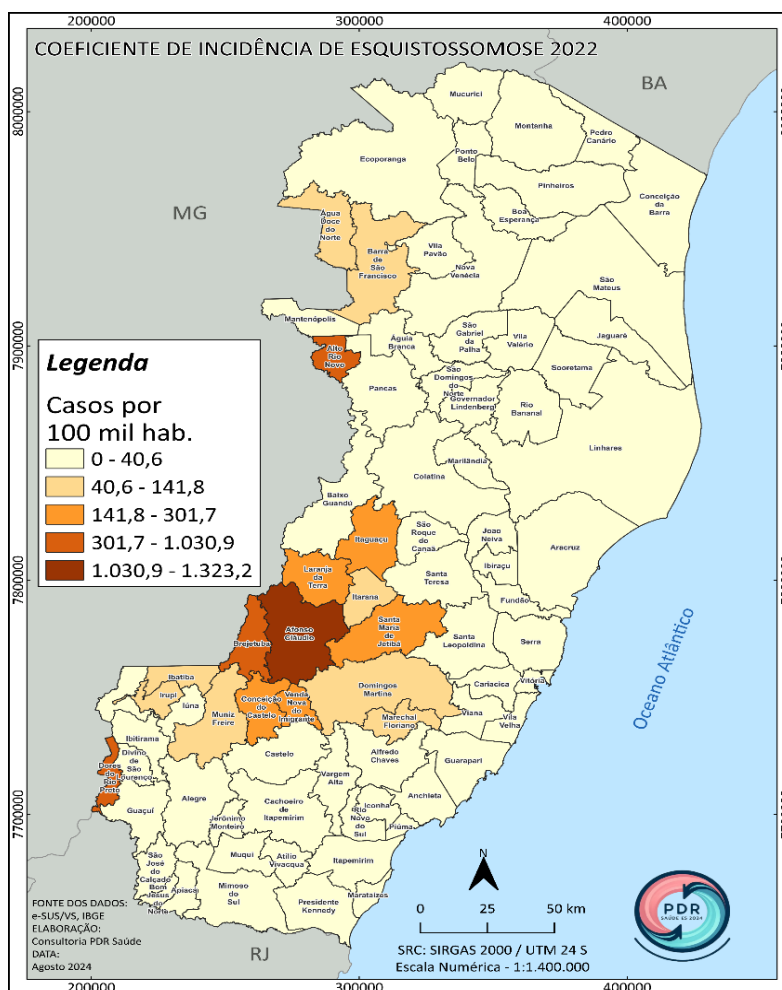 200000
300000
400000
COEFICIENTE DE INCIDÊNCIA DE ESQUISTOSSOMOSE 2022
BA
8000000
Mucurici
Montanha
Pedro
Canário
Ponto
Belo
Ecoporanga
Pinheiros
Conceição
da
Barra
MG
Água
Doce
do
Norte
Boa
Esperança
Barra
de
São
Francisco
Vila
Pavão
Nova
Venécia
São
Mateus
Mantenópolis
7900000
Alto
Rio
Novo
Águia
Branca
São
Gabriel
da
Palha
Vila
Valério
Jaguaré
Sooretama
Pancas
São
Domingos
do
Norte
Governador
Lindenberg
Rio
Bananal
Linhares
Legenda
Casos por
100 mil hab.
0 - 40,6
40,6 - 141,8
141,8 - 301,7
301,7 - 1.030,9
1.030,9 - 1.323,2
Marilândia
Colatina
Baixo
Guandú
Itaguaçu
São
Roque
do
Canaã
Joao
Neiva
Aracruz
Ibiraçu
7800000
Laranja
da
Terra
Santa
Teresa
Itarana
Fundão
Afonso
Cláudio
Santa
Maria
de
Jetibá
Brejetuba
Santa
Leopoldina
Serra
Oceano Atlântico
Ibatiba
Irupi
Iúna
Conceição
do
Castelo
Venda
Nova
do
Imigrante
Domingos
Martins
Cariacica
Vitória
Muniz
Freire
Marechal
Floriano
Viana
Vila
Velha
Ibitirama
Divino
de
São
Lourenço
Dores
do
Rio
Preto
Castelo
Alfredo
Chaves
Guarapari
Vargem
Alta
Anchieta
7700000
Guaçuí
Alegre
Cachoeiro
de
Itapemirim
Iconha
Rio
Novo
do
Sul
Piúma
Jerônimo
Monteiro
São
José
do
Calçado
Muqui
Atílio
Vivacqua
Itapemirim
Bom
Jesus
do
Norte
Apiacá
Mimoso
do
Sul
Presidente
Kennedy
Marataízes
N
0 25 50 km
SRC: SIRGAS 2000 / UTM 24 S
Escala Numérica - 1:1.400.000
PDR
SAÚDE ES 2024
FONTE DOS DADOS:
e-SUS/VS, IBGE
ELABORAÇÃO:
Consultoria PDR Saúde
DATA:
Agosto 2024
RJ
200000
300000
400000